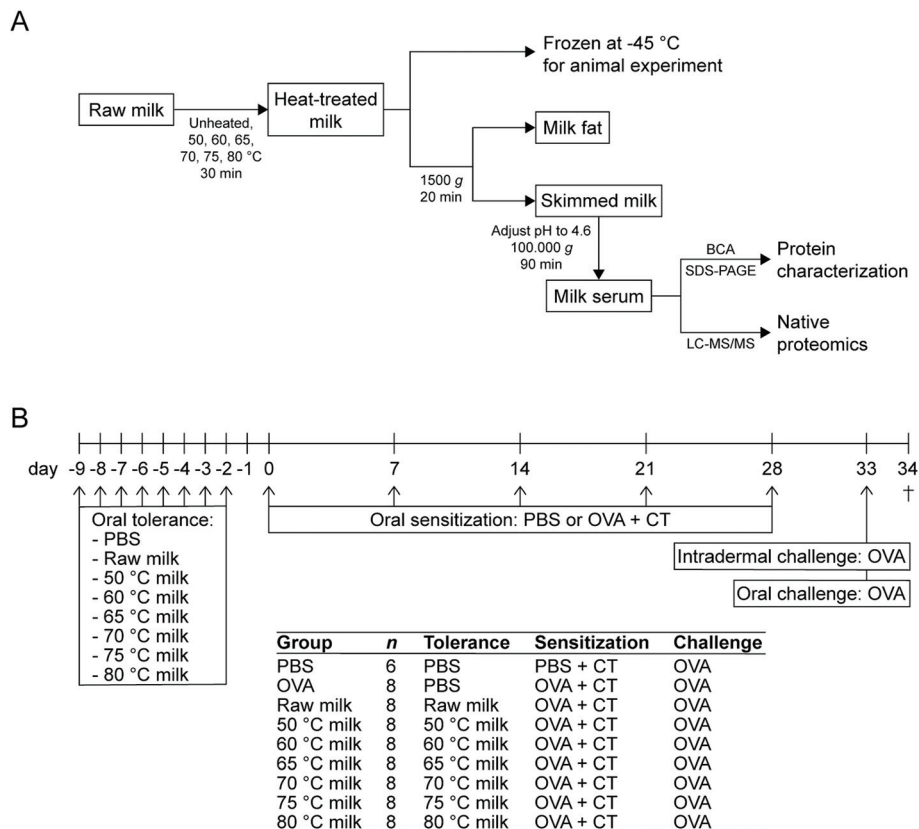 A
Raw milk
Unheated,
50, 60, 65,
70, 75, 80 °C
30 min
Heat-treated
milk
Frozen at -45 °C
for animal experiment
1500 g
20 min
Milk fat
Skimmed milk
Adjust pH to 4.6
100.000 g
90 min
Milk serum
BCA
SDS-PAGE
Protein
characterization
LC-MS/MS
Native
proteomics
B
day -9 -8 -7 -6 -5 -4 -3 -2 -1 0 7 14 21 28 33 34
†
Oral tolerance:
- PBS
- Raw milk
- 50 °C milk
- 60 °C milk
- 65 °C milk
- 70 °C milk
- 75 °C milk
- 80 °C milk
Oral sensitization: PBS or OVA + CT
Intradermal challenge: OVA
Oral challenge: OVA
Group n Tolerance Sensitization Challenge
PBS 6 PBS PBS + CT OVA
OVA 8 PBS OVA + CT OVA
Raw milk 8 Raw milk OVA + CT OVA
50 °C milk 8 50 °C milk OVA + CT OVA
60 °C milk 8 60 °C milk OVA + CT OVA
65 °C milk 8 65 °C milk OVA + CT OVA
70 °C milk 8 70 °C milk OVA + CT OVA
75 °C milk 8 75 °C milk OVA + CT OVA
80 °C milk 8 80 °C milk OVA + CT OVA